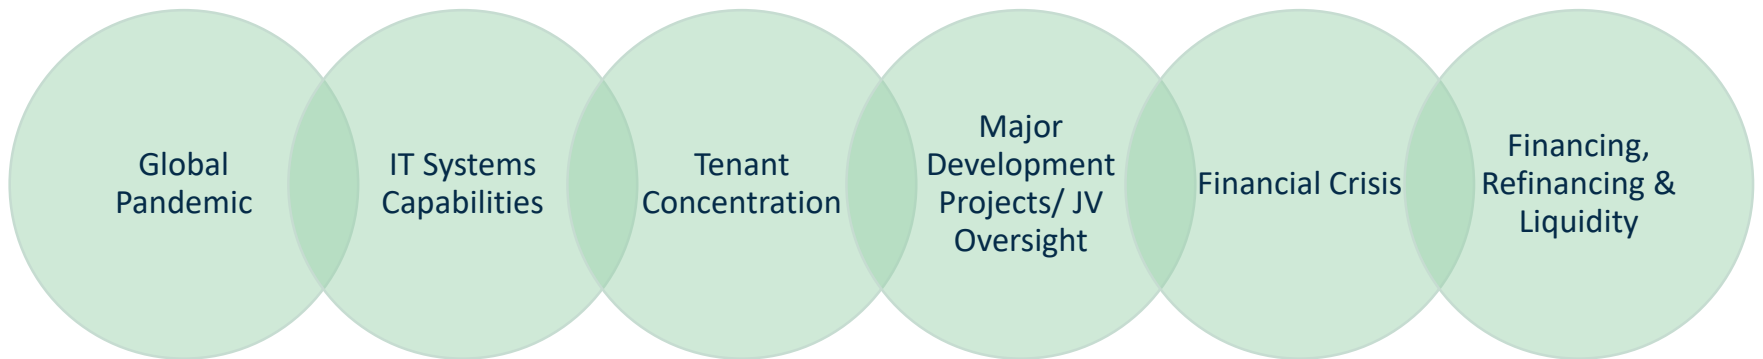 Global
Pandemic
IT Systems
Capabilities
Tenant
Concentration
Major
Development
Projects/ JV
Oversight
Financial Crisis
Financing,
Refinancing &
Liquidity